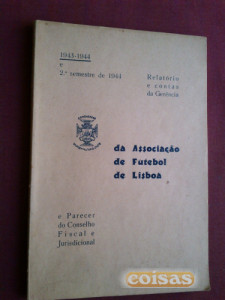 1943-1944
e
2.º semestre de 1944
Relatório
e contas
da Gerência
da Associação
de Futebol
de Lisboa
e Parecer
do Conselho
Fiscal e
Jurisdicional
coisas